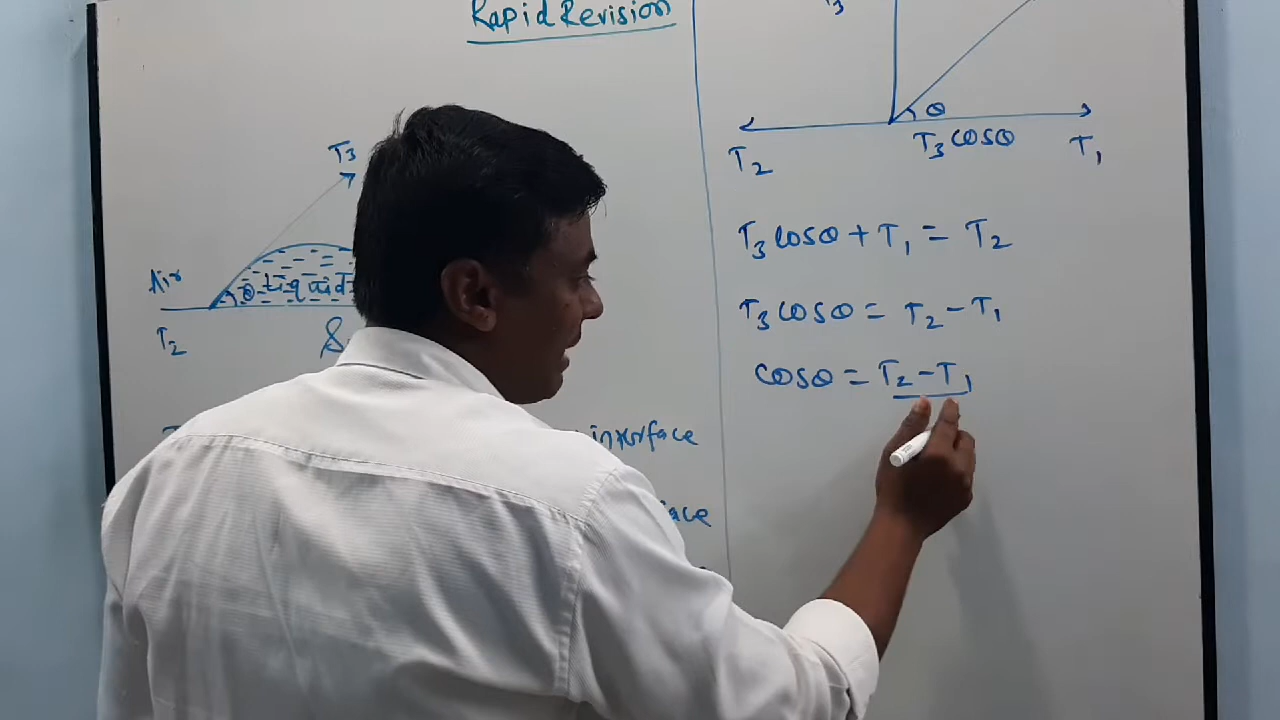 Rapid Revision
T3
Air
θ Liquid
T2
interface
T3
θ
T2
T3 cosθ
T1
T3 cosθ + T1 = T2
T3 cosθ = T2 - T1
cosθ = T2 - T1